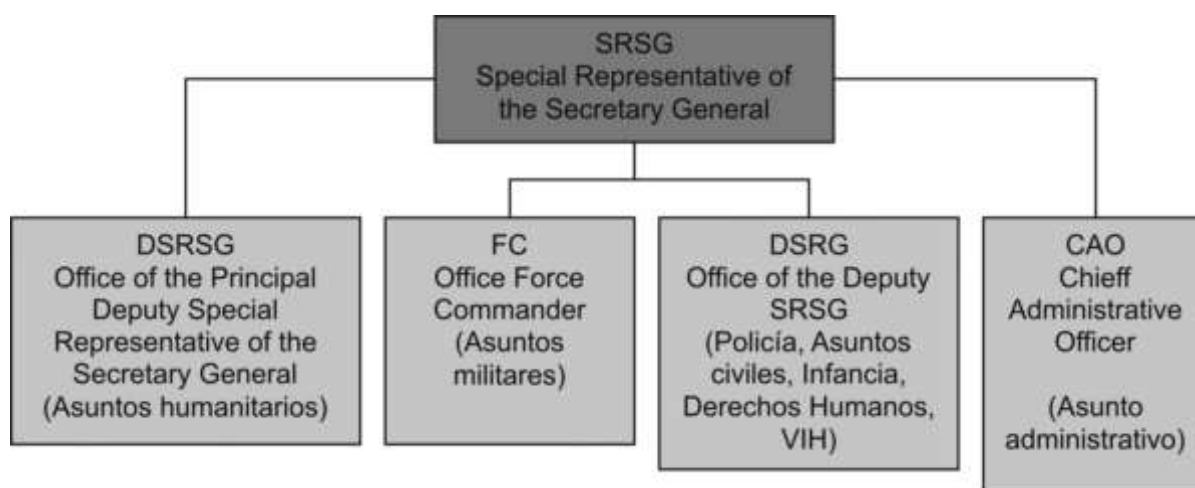 SRSG
Special Representative of
the Secretary General
DSRSG
Office of the Principal
Deputy Special
Representative of the
Secretary General
(Asuntos humanitarios)
FC
Office Force
Commander
(Asuntos
militares)
DSRG
Office of the Deputy
SRSG
(Policía, Asuntos
civiles, Infancia,
Derechos Humanos,
VIH)
CAO
Chieff
Administrative
Officer
(Asunto
administrativo)